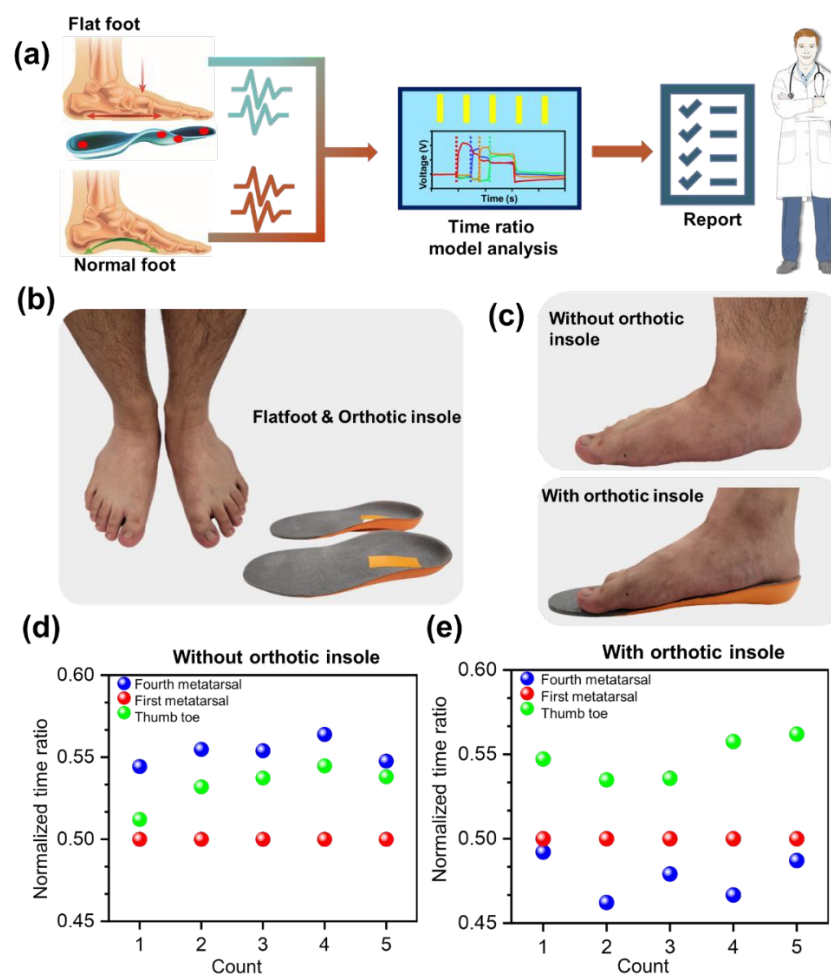 Flat foot
(a)
Normal foot
Voltage (V)
Time (s)
Time ratio
model analysis
Report
(b)
Flatfoot & Orthotic insole
(c)
Without orthotic
insole
With orthotic insole
(d)
Without orthotic insole
Normalized time ratio
0.60
0.55
0.50
0.45
Fourth metatarsal
First metatarsal
Thumb toe
1 2 3 4 5
Count
(e)
With orthotic insole
Normalized time ratio
0.60
0.55
0.50
0.45
Fourth metatarsal
First metatarsal
Thumb toe
1 2 3 4 5
Count